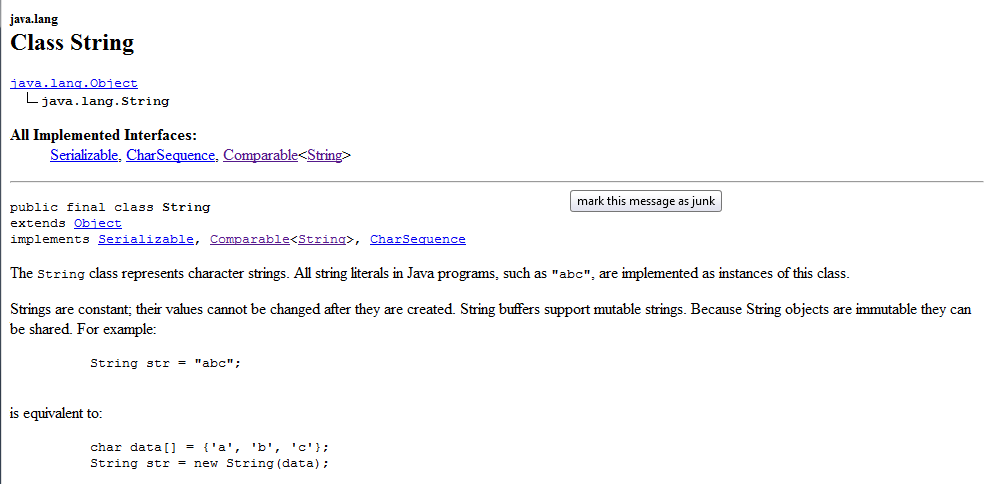 java.lang
Class String
java.lang.Object
java.lang.String
All Implemented Interfaces:
Serializable, CharSequence, Comparable<String>
mark this message as junk
public final class String
extends Object
implements Serializable, Comparable<String>, CharSequence
The String class represents character strings. All string literals in Java programs, such as "abc", are implemented as instances of this class.
Strings are constant; their values cannot be changed after they are created. String buffers support mutable strings. Because String objects are immutable they can
be shared. For example:
String str = "abc";
is equivalent to:
char data[] = {'a', 'b', 'c'};
String str = new String(data);